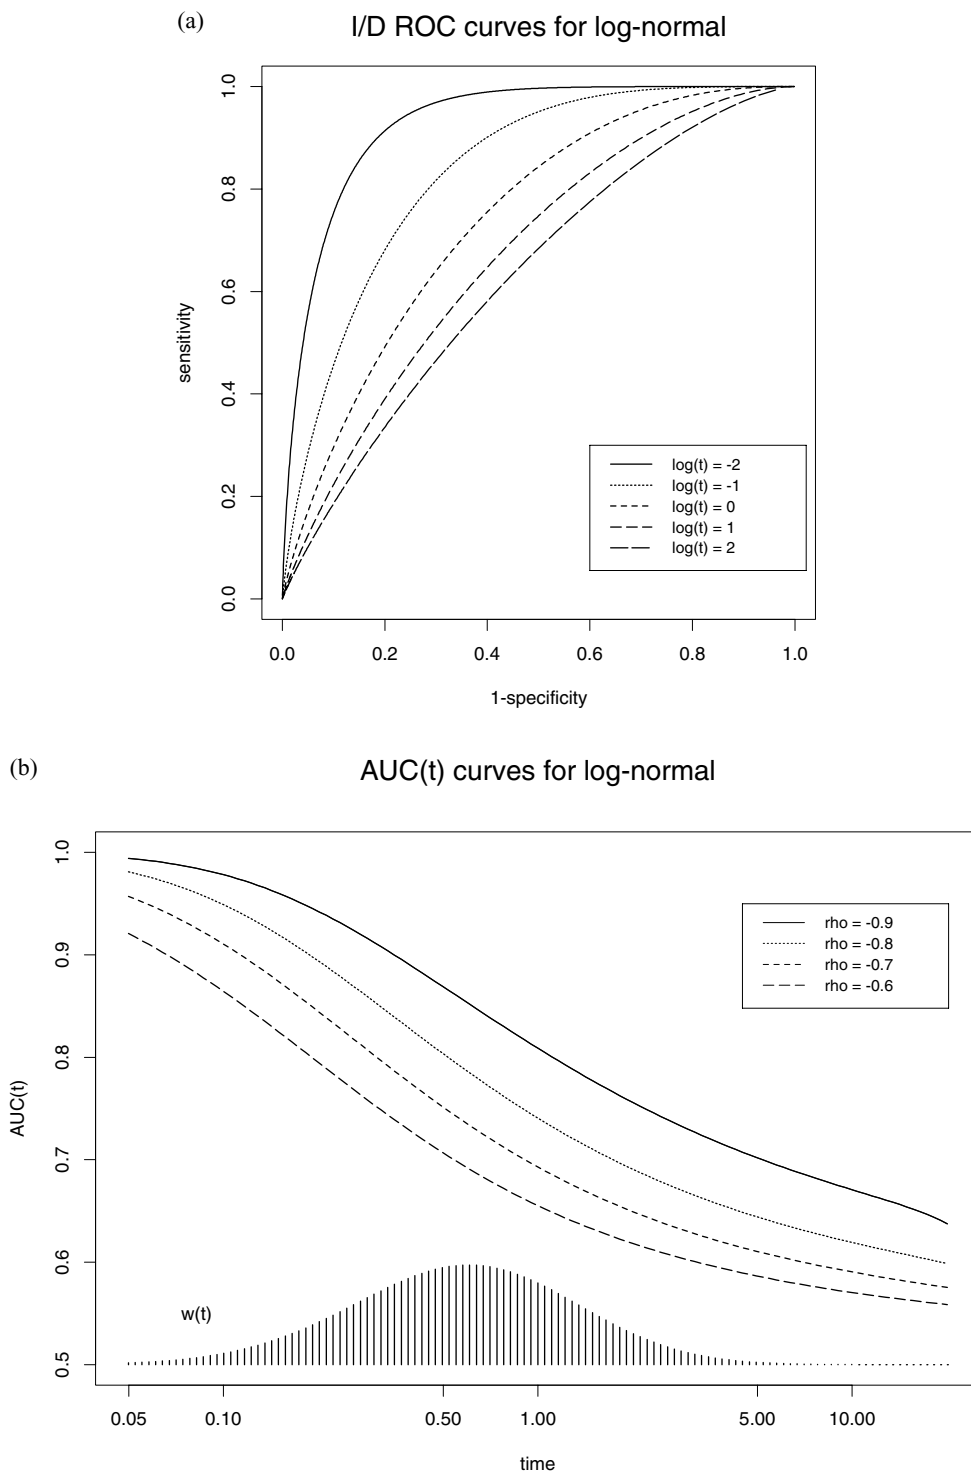 (a)
I/D ROC curves for log-normal
1.0
0.8
0.6
0.4
0.2
0.0
sensitivity
log(t) = -2
log(t) = -1
log(t) = 0
log(t) = 1
log(t) = 2
0.0 0.2 0.4 0.6 0.8 1.0
1-specificity
(b)
AUC(t) curves for log-normal
1.0
0.9
0.8
0.7
0.6
0.5
AUC(t)
rho = -0.9
rho = -0.8
rho = -0.7
rho = -0.6
w(t)
0.05 0.10 0.50 1.00 5.00 10.00
time